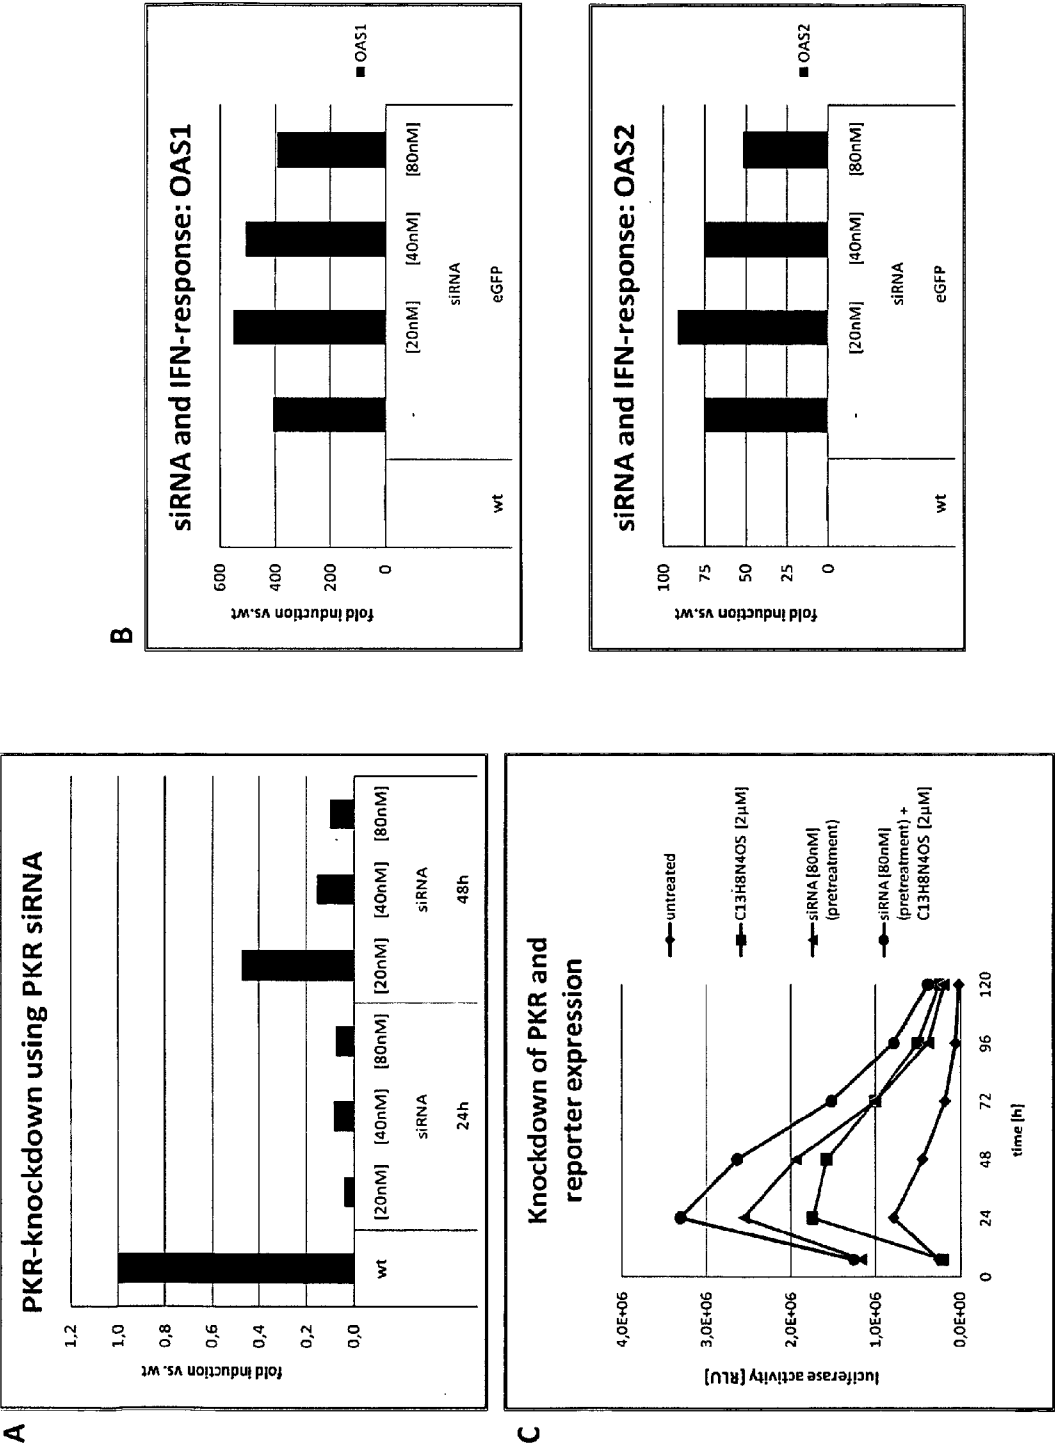 A
PKR-knockdown using PKR siRNA
fold induction vs. wt
1,2
1,0
0,8
0,6
0,4
0,2
0,0
wt
[20nM] [40nM] [80nM] [20nM] [40nM] [80nM]
siRNA siRNA
24h 48h
B
siRNA and IFN-response: OAS1
fold induction vs.wt
600
400
200
0
- [20nM] [40nM] [80nM]
siRNA
wt eGFP
■ OAS1
siRNA and IFN-response: OAS2
fold induction vs.wt
100
75
50
25
0
- [20nM] [40nM] [80nM]
siRNA
wt eGFP
■ OAS2
C
Knockdown of PKR and
reporter expression
luciferase activity [RLU]
4,0E+06
3,0E+06
2,0E+06
1,0E+06
0,0E+00
0 24 48 72 96 120
time [h]
untreated
C13H8N4OS [2µM]
siRNA [80nM]
(pretreatment)
siRNA [80nM]
(pretreatment) +
C13H8N4OS [2µM]